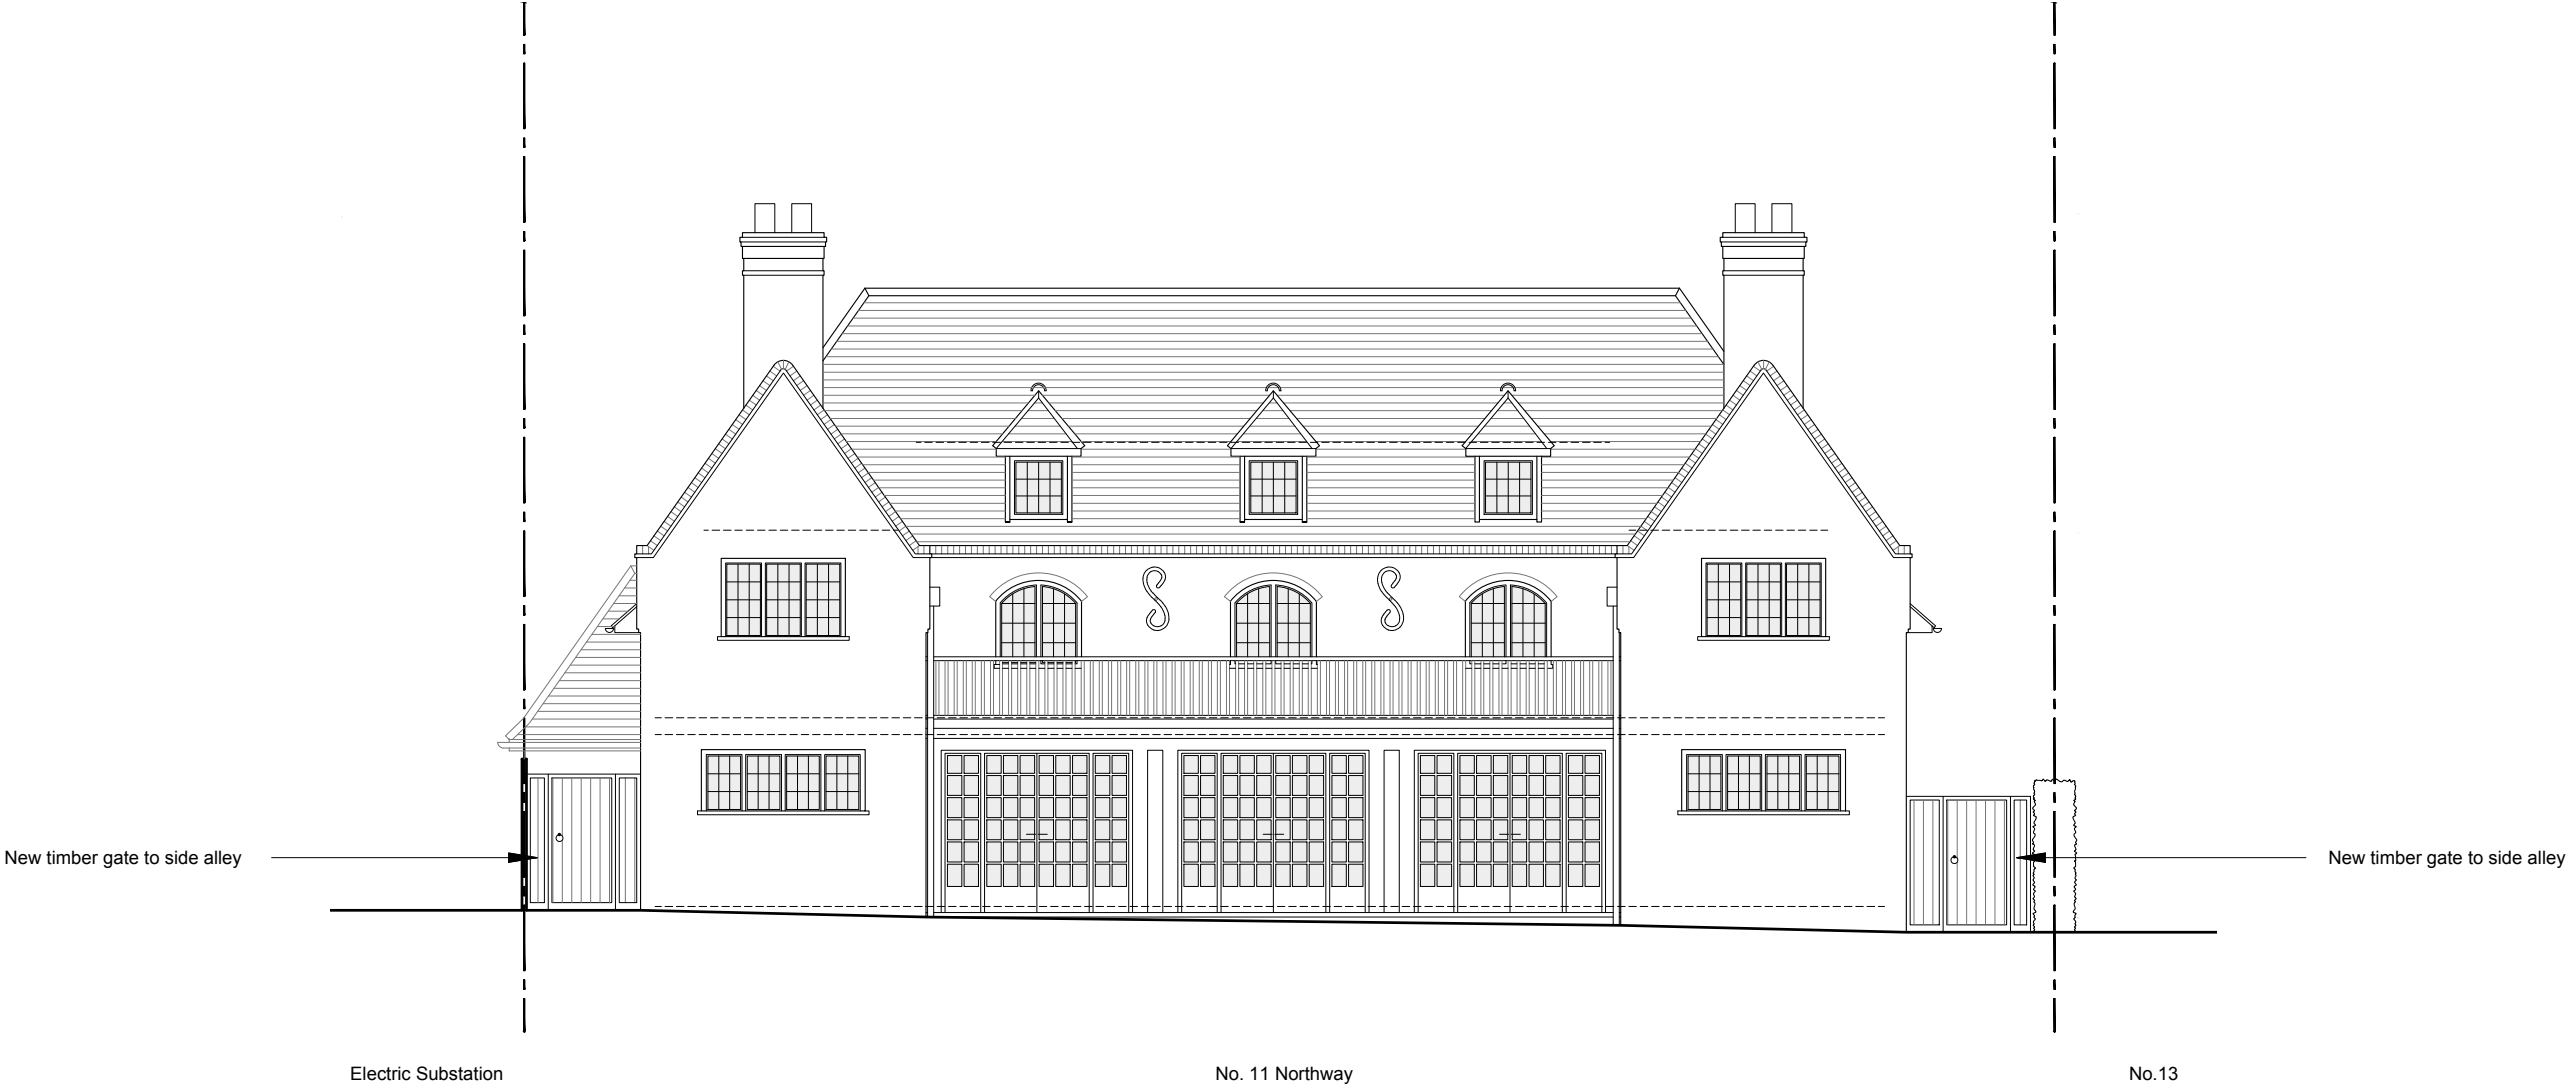 New timber gate to side alley
New timber gate to side alley
Electric Substation
No. 11 Northway
No.13